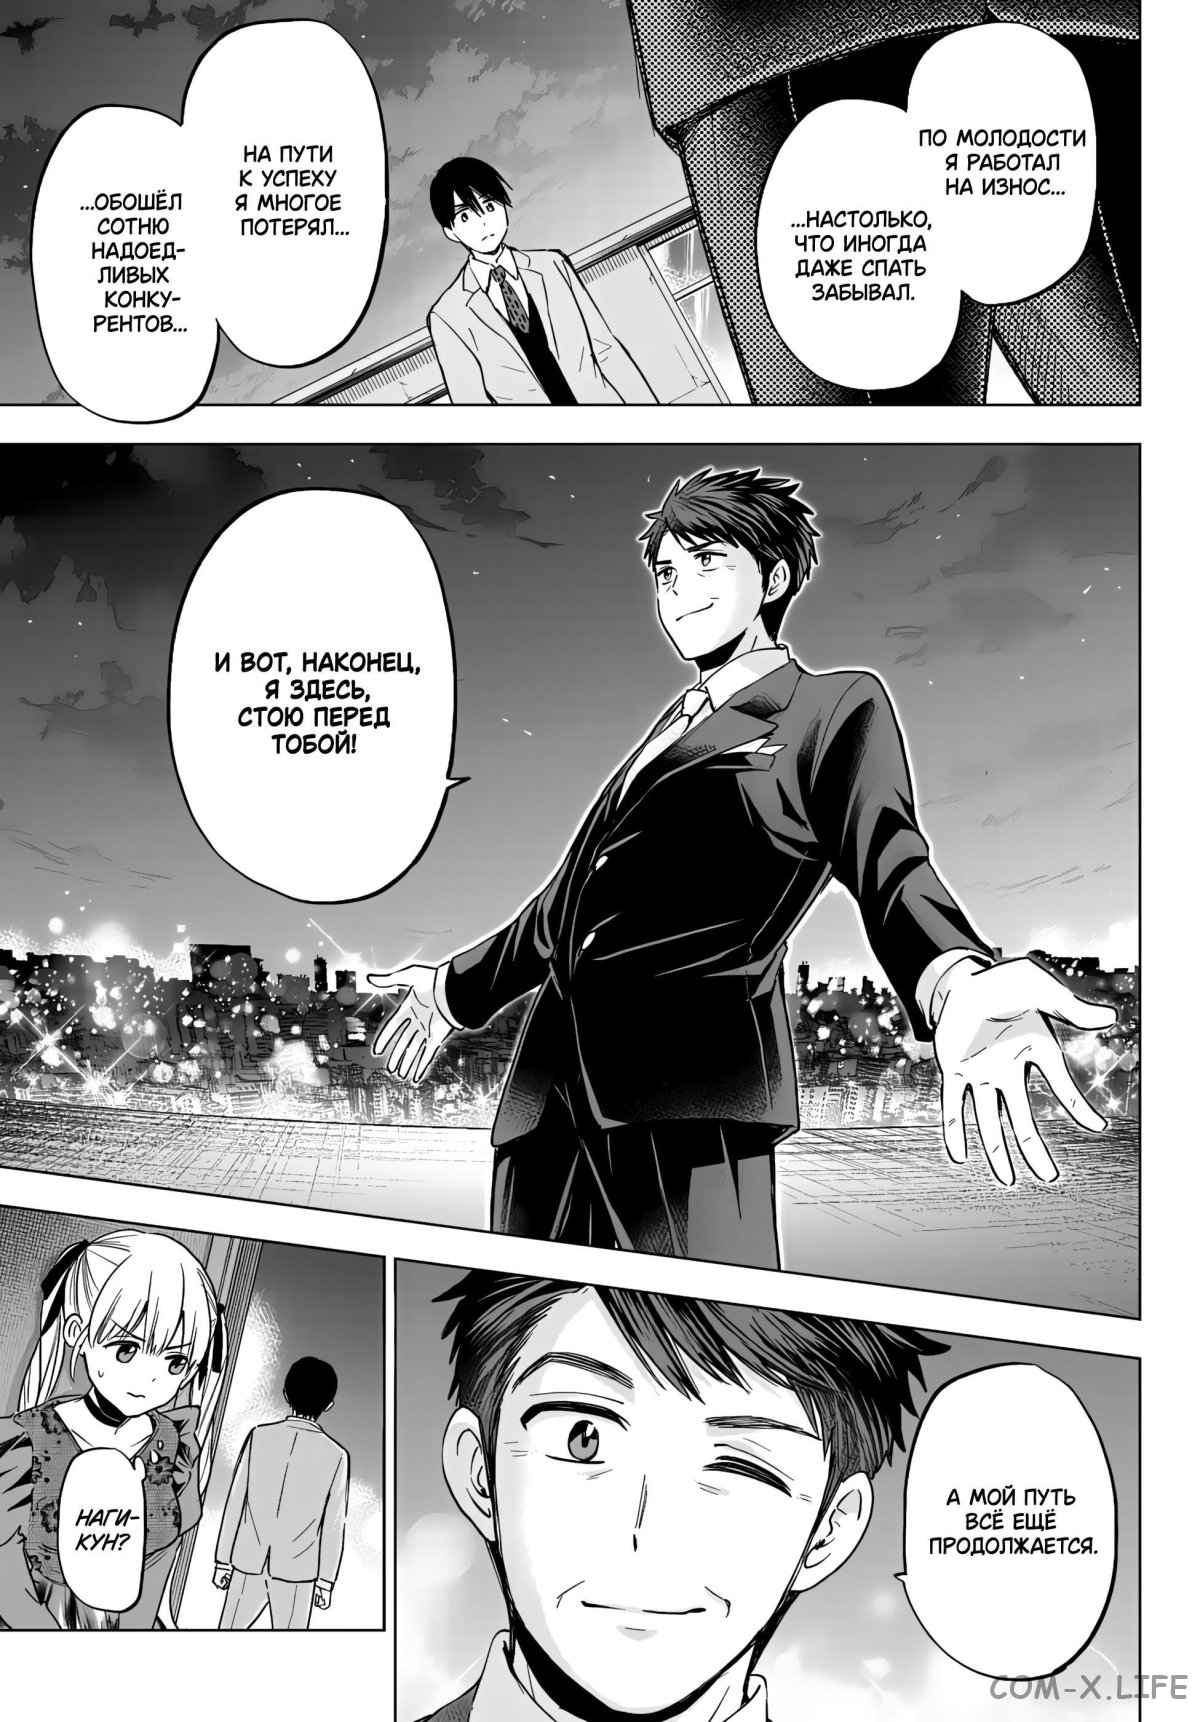 ПО МОЛОДОСТИ
Я РАБОТАЛ
НА ИЗНОС...
...НАСТОЛЬКО,
ЧТО ИНОГДА
ДАЖЕ СПАТЬ
ЗАБЫВАЛ.
НА ПУТИ
К УСПЕХУ
Я МНОГОЕ
ПОТЕРЯЛ...
...ОБОШЁЛ
СОТНЮ
НАДОЕД-
ЛИВЫХ
КОНКУ-
РЕНТОВ...
И ВОТ, НАКОНЕЦ,
Я ЗДЕСЬ,
СТОЮ ПЕРЕД
ТОБОЙ!
А МОЙ ПУТЬ
ВСЁ ЕЩЁ
ПРОДОЛЖАЕТСЯ.
НАГИ-
КУН?
COM-X.LIFE